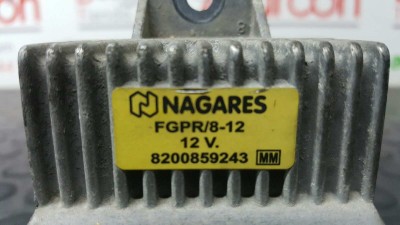 NAGARES
FGPR/8-12
12 V.
8200859243 MM